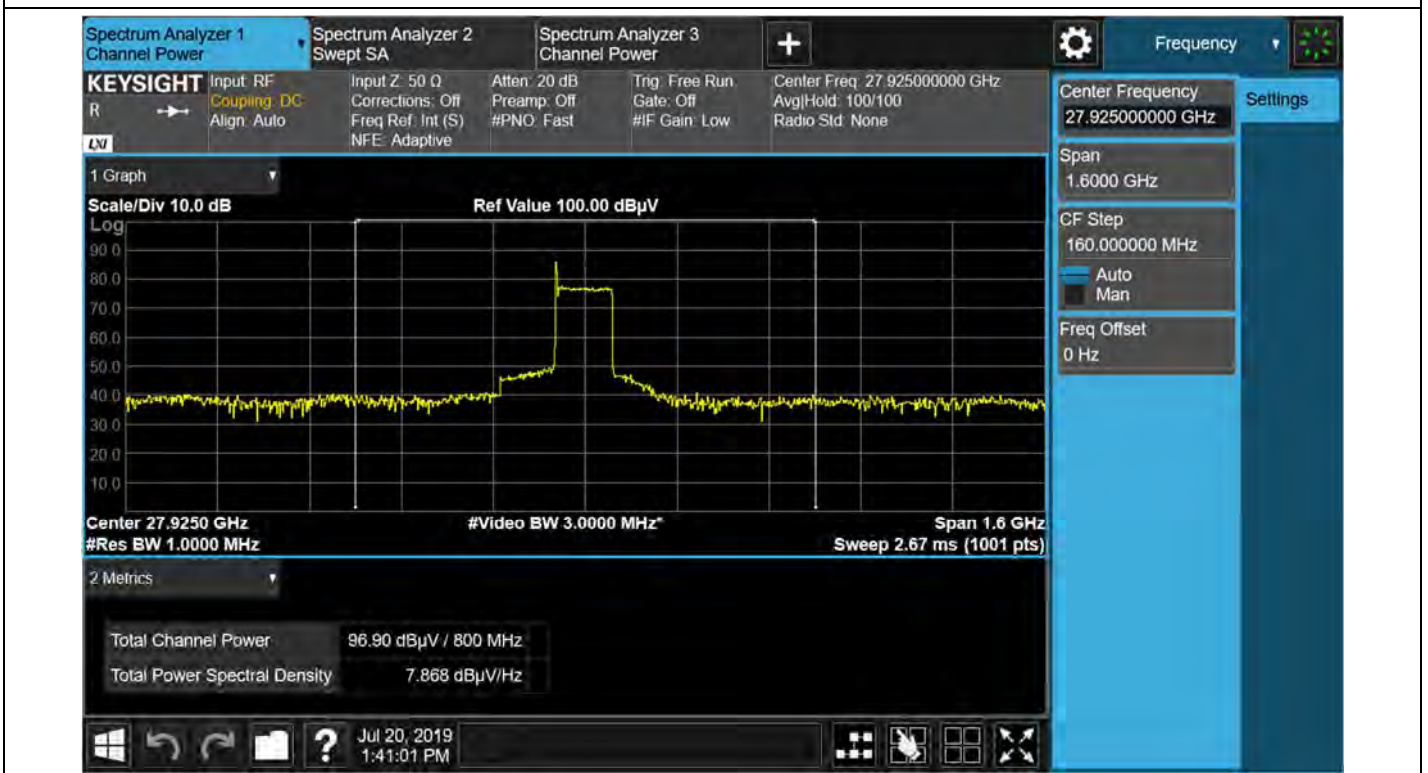 Spectrum Analyzer 1
Channel Power
Spectrum Analyzer 2
Swept SA
Spectrum Analyzer 3
Channel Power
+
Frequency
KEYSIGHT
R
LXI
Input: RF
Coupling: DC
Align: Auto
Input Z: 50 Ω
Corrections: Off
Freq Ref: Int (S)
NFE: Adaptive
Atten: 20 dB
Preamp: Off
#PNO: Fast
Trig: Free Run
Gate: Off
#IF Gain: Low
Center Freq: 27.925000000 GHz
Avg|Hold: 100/100
Radio Std: None
Center Frequency
27.925000000 GHz
Settings
Span
1.6000 GHz
CF Step
160.000000 MHz
Auto
Man
Freq Offset
0 Hz
1 Graph
Scale/Div 10.0 dB
Ref Value 100.00 dBµV
Log
90.0
80.0
70.0
60.0
50.0
40.0
30.0
20.0
10.0
Center 27.9250 GHz
#Video BW 3.0000 MHz*
Span 1.6 GHz
#Res BW 1.0000 MHz
Sweep 2.67 ms (1001 pts)
2 Metrics
Total Channel Power 96.90 dBµV / 800 MHz
Total Power Spectral Density 7.868 dBµV/Hz
?
Jul 20, 2019
1:41:01 PM